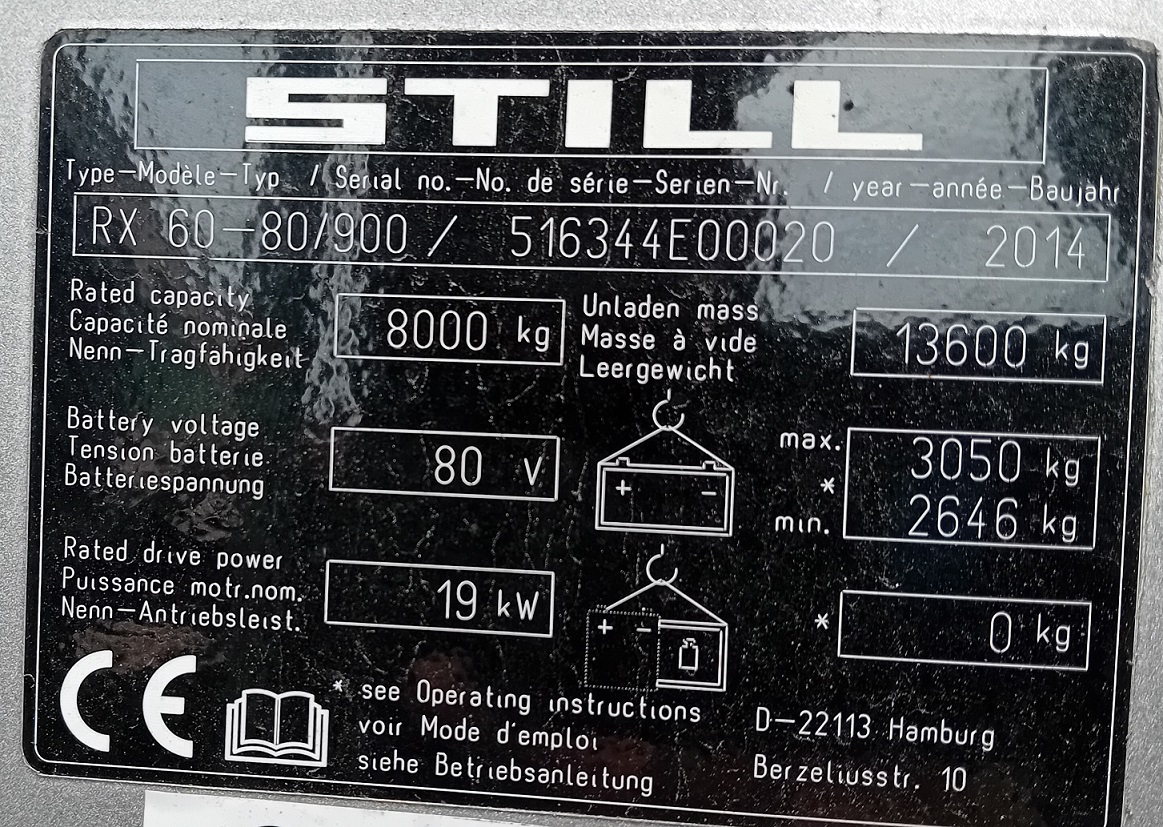 STILL
Type–Modèle–Typ / Serial no.–No. de série–Serien–Nr. / year–année–Baujahr
RX 60–80/900 / 516344E00020 / 2014
Rated capacity
Capacité nominale
Nenn–Tragfähigkeit
8000 kg
Unladen mass
Masse à vide
Leergewicht
13600 kg
Battery voltage
Tension batterie
Batteriespannung
80 V
+ –
max. 3050 kg
*
min. 2646 kg
Rated drive power
Puissance motr.nom.
Nenn–Antriebsleist.
19 kW
+ –
* 0 kg
CE
* see Operating instructions
voir Mode d'emploi
siehe Betriebsanleitung
D–22113 Hamburg
Berzeliusstr. 10